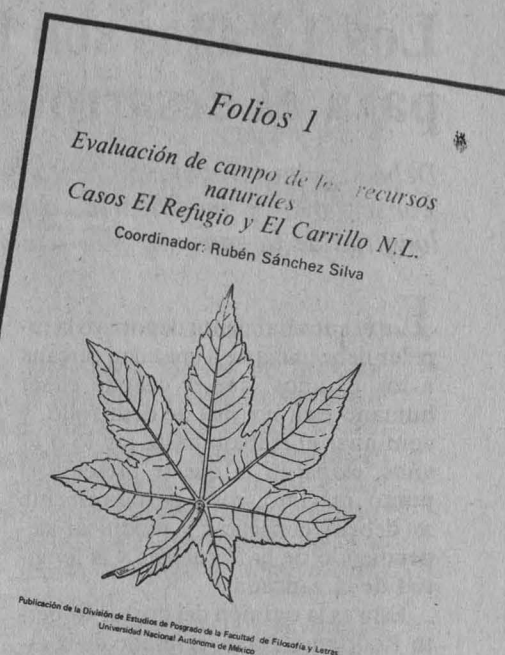 Folios 1
Evaluación de campo de los recursos
naturales
Casos El Refugio y El Carrillo N.L.
Coordinador: Rubén Sánchez Silva
Publicación de la División de Estudios de Posgrado de la Facultad de Filosofía y Letras
Universidad Nacional Autónoma de México